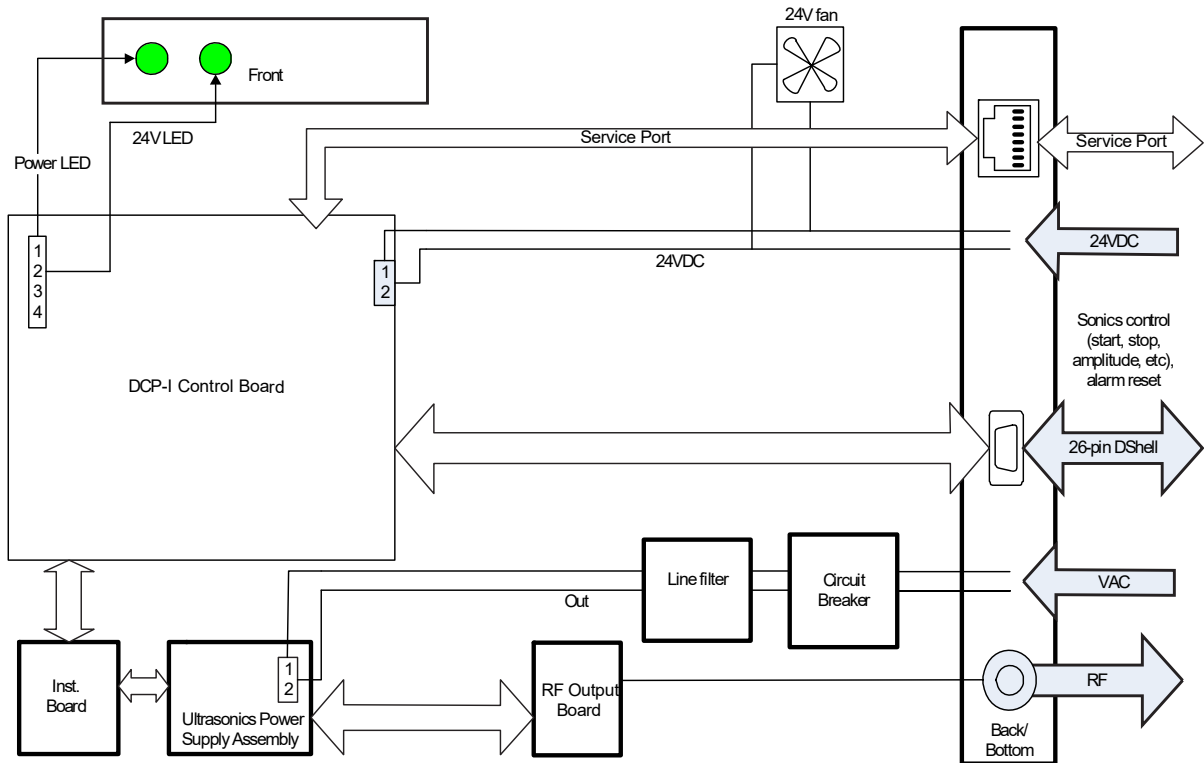 24V fan
Front
24V LED
Power LED
Service Port
Service Port
1
2
3
4
1
2
24VDC
24VDC
DCP-I Control Board
Sonics control
(start, stop,
amplitude, etc),
alarm reset
26-pin DShell
Line filter
Circuit
Breaker
VAC
Out
Inst.
Board
1
2
Ultrasonics Power
Supply Assembly
RF Output
Board
RF
Back/
Bottom